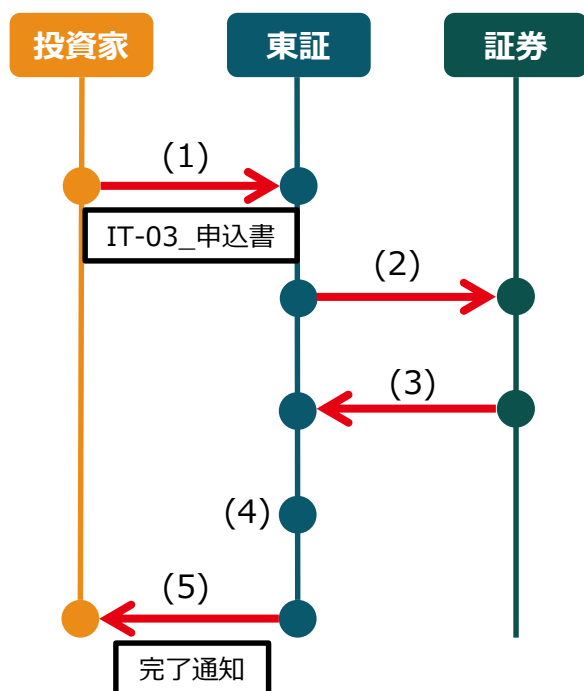 投資家
東証
証券
(1)
IT-03_申込書
(2)
(3)
(4)
(5)
完了通知